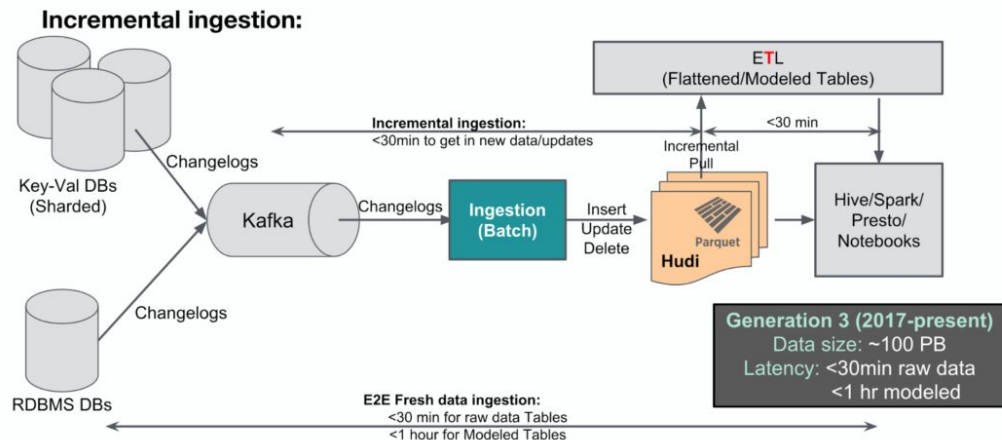 Incremental ingestion:
Key-Val DBs
(Sharded)
Changelogs
RDBMS DBs
Changelogs
Kafka
Incremental ingestion:
<30min to get in new data/updates
Changelogs
Ingestion
(Batch)
Insert
Update
Delete
ETL
(Flattened/Modeled Tables)
<30 min
Incremental
Pull
Parquet
Hudi
Hive/Spark/
Presto/
Notebooks
Generation 3 (2017-present)
Data size: ~100 PB
Latency: <30min raw data
<1 hr modeled
E2E Fresh data ingestion:
<30 min for raw data Tables
<1 hour for Modeled Tables